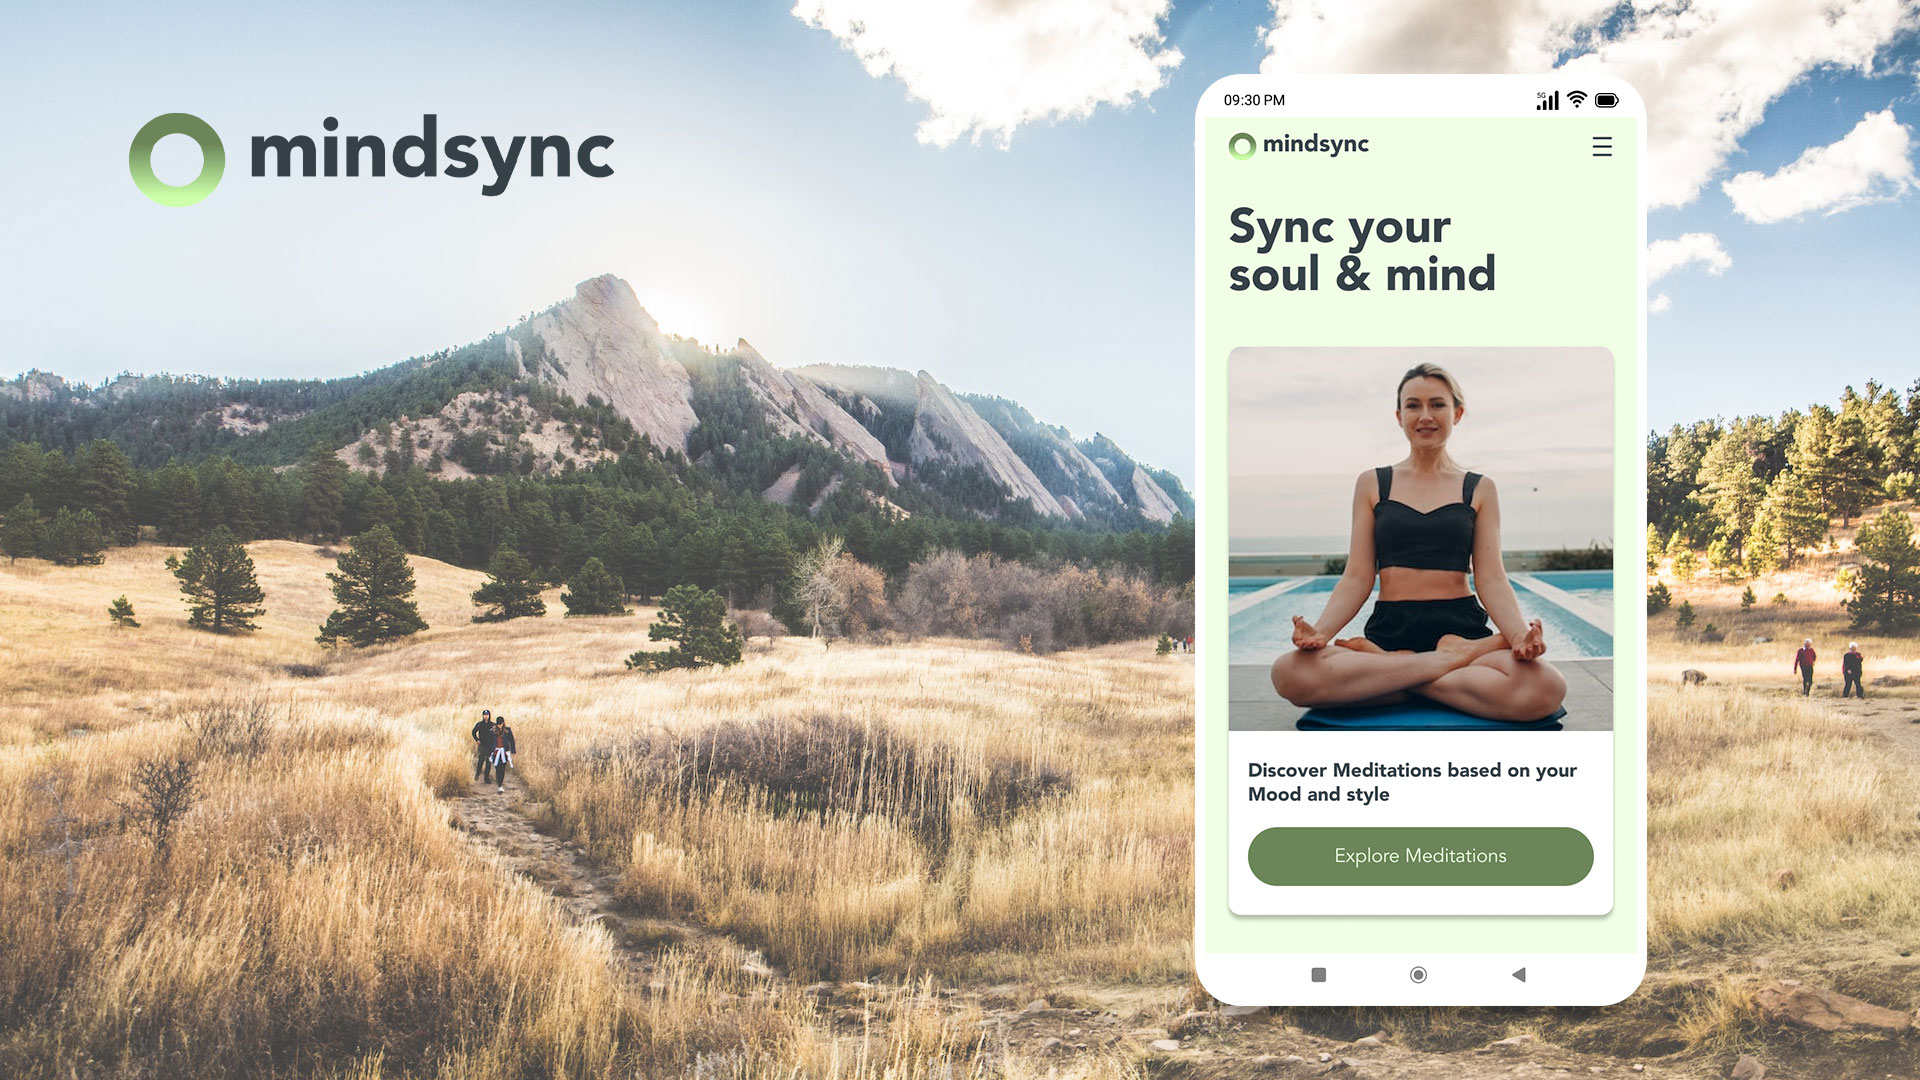 mindsync
09:30 PM
5G
mindsync
Sync your
soul & mind
Discover Meditations based on your
Mood and style
Explore Meditations